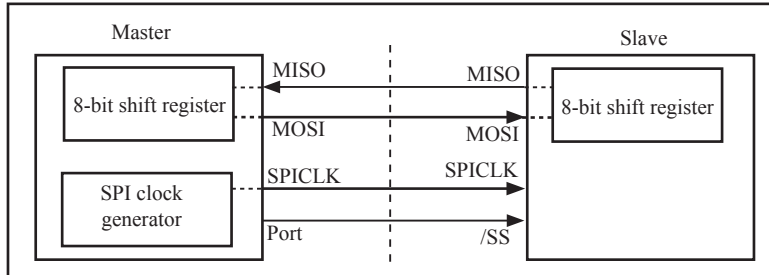 Master
Slave
MISO
MISO
8-bit shift register
8-bit shift register
MOSI
MOSI
SPICLK
SPICLK
SPI clock
generator
Port
/SS